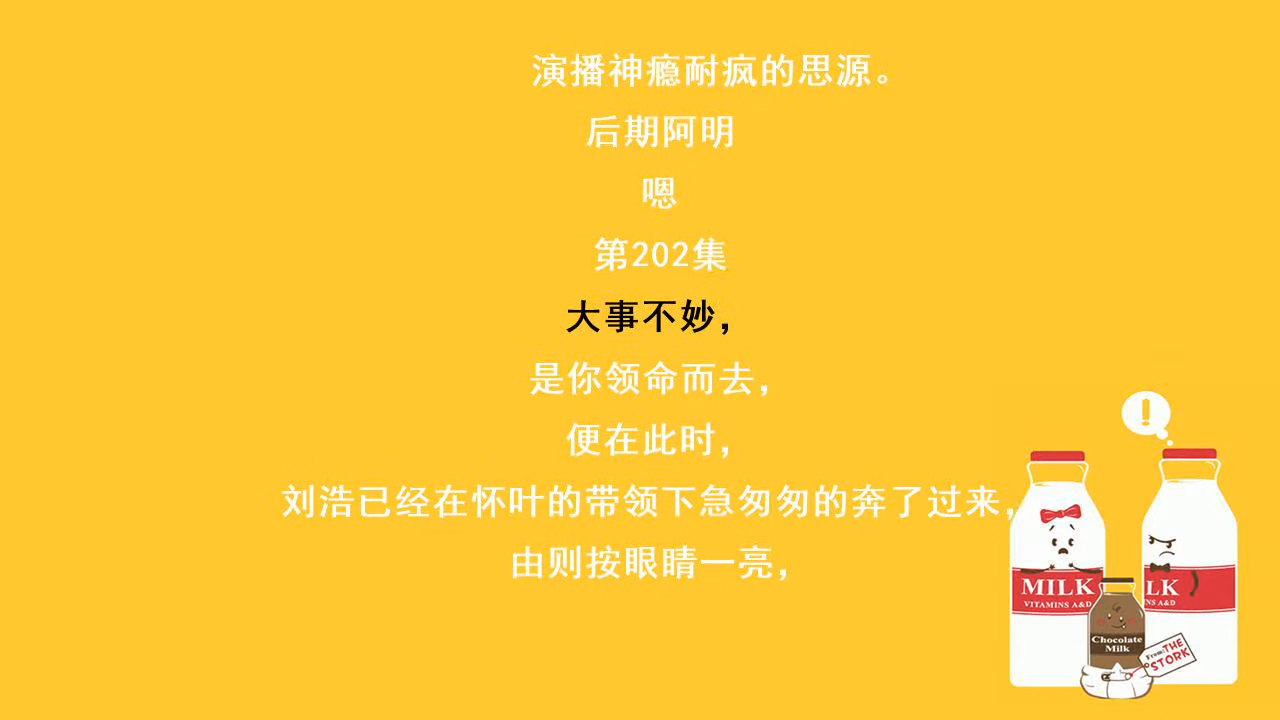 演播神瘾耐疯的思源。
后期阿明
嗯
第202集
大事不妙，
是你领命而去，
便在此时，
刘浩已经在怀叶的带领下急匆匆的奔了过来，
由则按眼睛一亮，
!
MILK
VITAMINS A&D
LK
NS A&D
Chocolate
Milk
From: THE
STORK